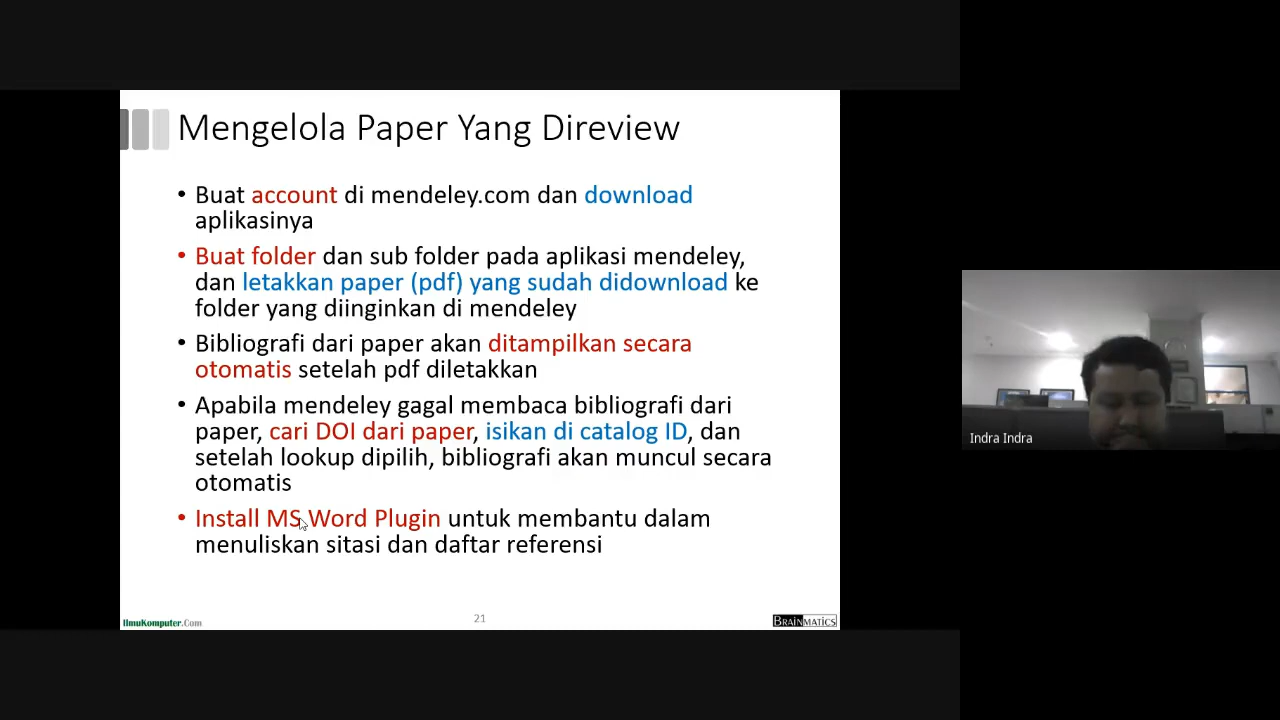 Mengelola Paper Yang Direview
• Buat account di mendeley.com dan download
aplikasinya
• Buat folder dan sub folder pada aplikasi mendeley,
dan letakkan paper (pdf) yang sudah didownload ke
folder yang diinginkan di mendeley
• Bibliografi dari paper akan ditampilkan secara
otomatis setelah pdf diletakkan
• Apabila mendeley gagal membaca bibliografi dari
paper, cari DOI dari paper, isikan di catalog ID, dan
setelah lookup dipilih, bibliografi akan muncul secara
otomatis
• Install MS Word Plugin untuk membantu dalam
menuliskan sitasi dan daftar referensi
IlmuKomputer.Com
21
BRAINMATICS
Indra Indra